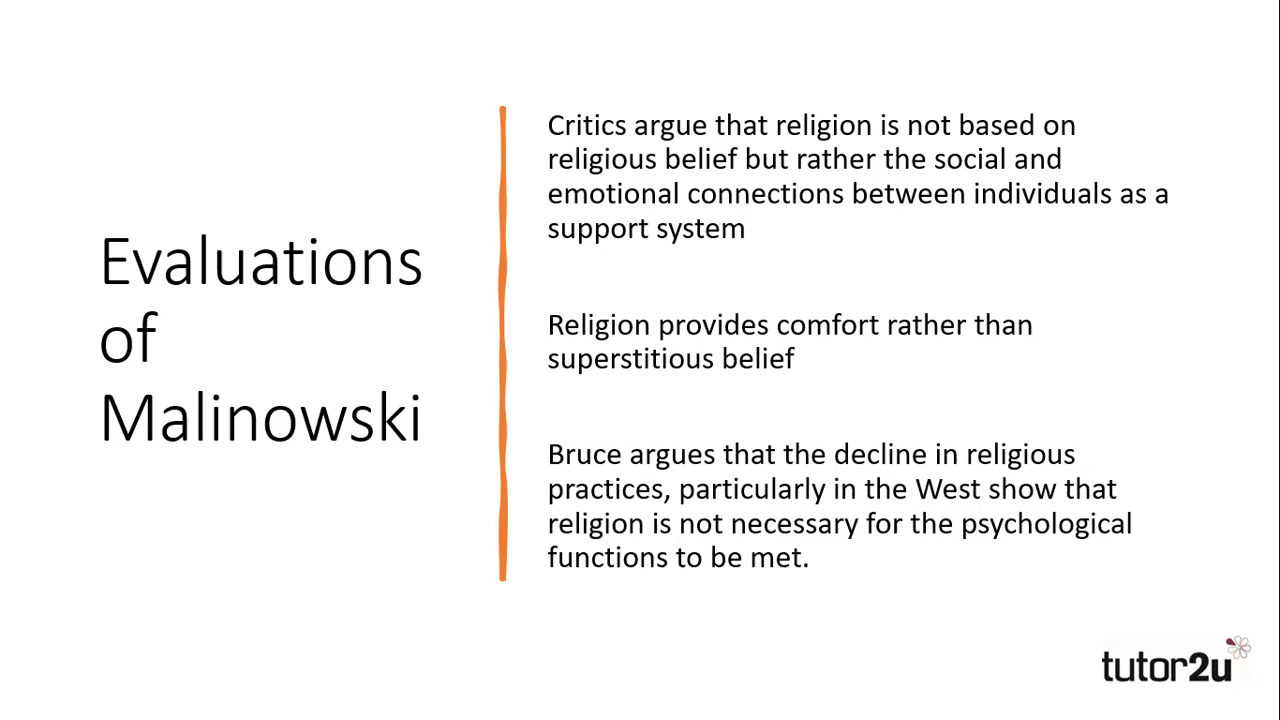 Evaluations
of
Malinowski
Critics argue that religion is not based on
religious belief but rather the social and
emotional connections between individuals as a
support system
Religion provides comfort rather than
superstitious belief
Bruce argues that the decline in religious
practices, particularly in the West show that
religion is not necessary for the psychological
functions to be met.
tutor2u